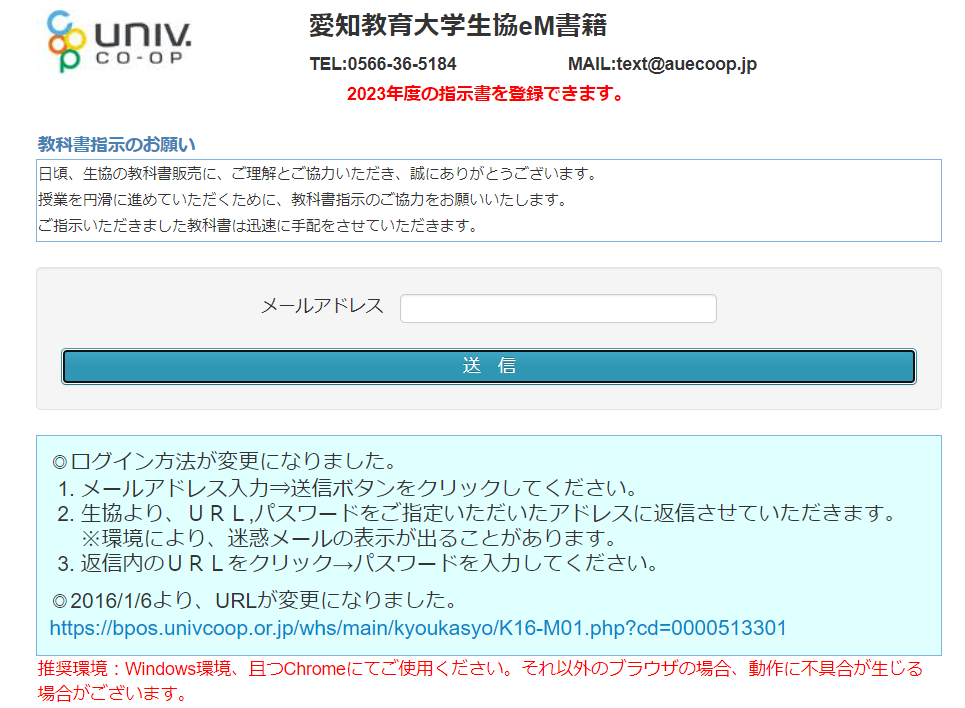 univ.
CO-OP
愛知教育大学生協eM書籍
TEL:0566-36-5184 MAIL:text@auecoop.jp
2023年度の指示書を登録できます。
教科書指示のお願い
日頃、生協の教科書販売に、ご理解とご協力いただき、誠にありがとうございます。
授業を円滑に進めていただくために、教科書指示のご協力をお願いいたします。
ご指示いただきました教科書は迅速に手配をさせていただきます。
メールアドレス
送 信
◎ログイン方法が変更になりました。
1. メールアドレス入力⇒送信ボタンをクリックしてください。
2. 生協より、ＵＲＬ,パスワードをご指定いただいたアドレスに返信させていただきます。
※環境により、迷惑メールの表示が出ることがあります。
3. 返信内のＵＲＬをクリック→パスワードを入力してください。
◎2016/1/6より、URLが変更になりました。
https://bpos.univcoop.or.jp/whs/main/kyoukasyo/K16-M01.php?cd=0000513301
推奨環境：Windows環境、且つChromeにてご使用ください。それ以外のブラウザの場合、動作に不具合が生じる
場合がございます。